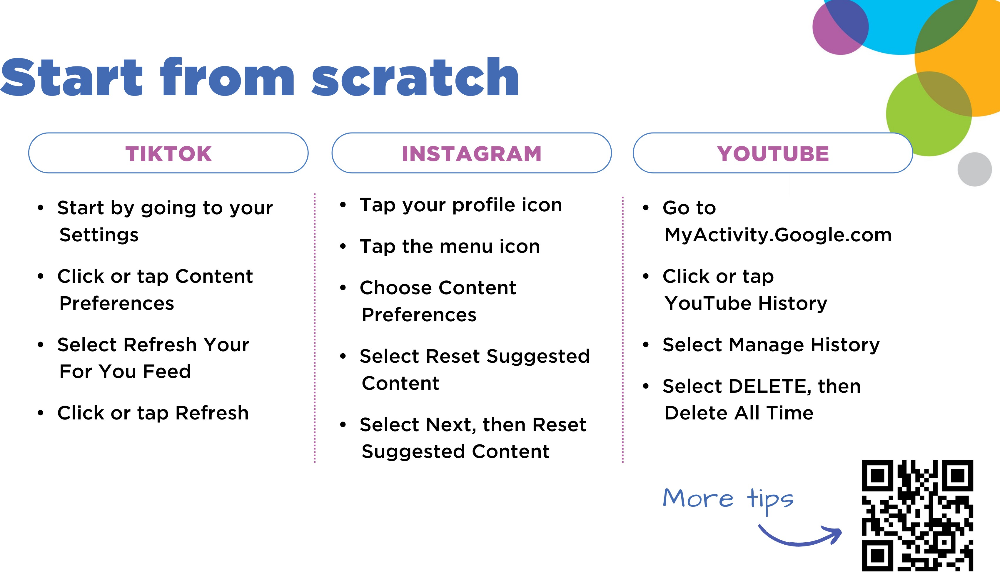 Start from scratch
TIKTOK
• Start by going to your
Settings
• Click or tap Content
Preferences
• Select Refresh Your
For You Feed
• Click or tap Refresh
INSTAGRAM
• Tap your profile icon
• Tap the menu icon
• Choose Content
Preferences
• Select Reset Suggested
Content
• Select Next, then Reset
Suggested Content
YOUTUBE
• Go to
MyActivity.Google.com
• Click or tap
YouTube History
• Select Manage History
• Select DELETE, then
Delete All Time
More tips